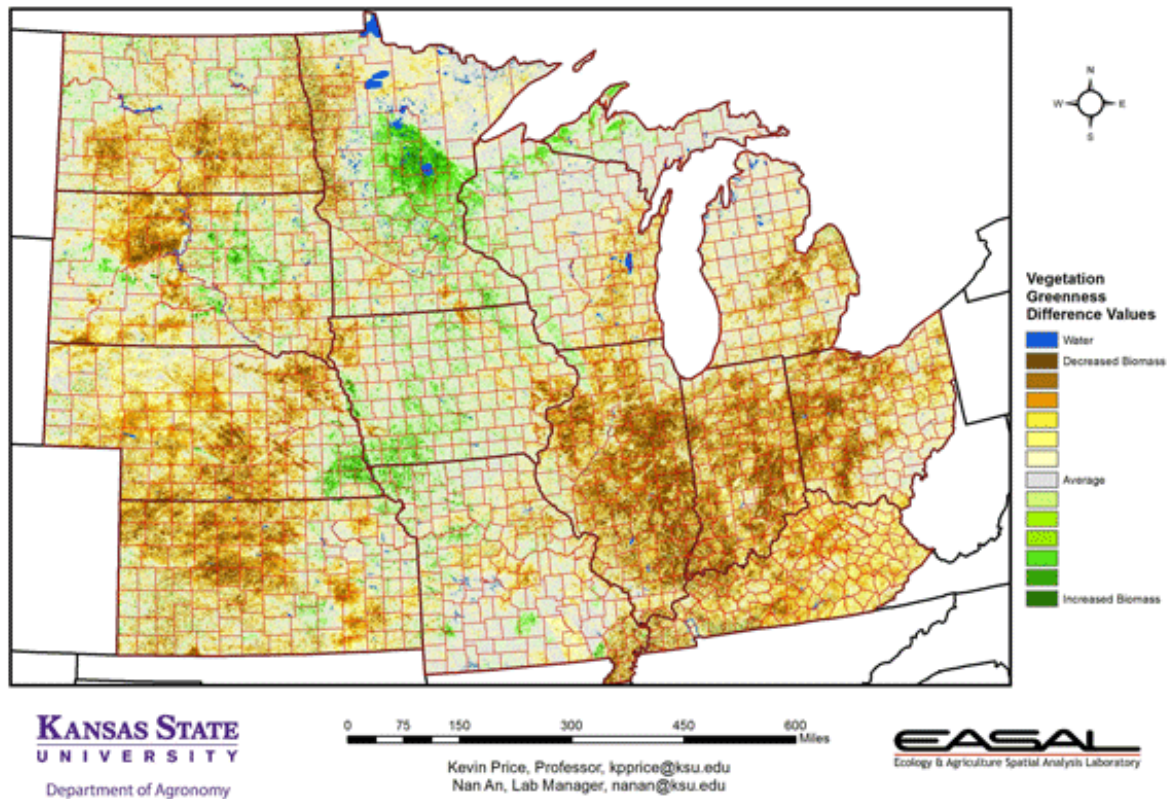 N
W E
S
Vegetation
Greenness
Difference Values
Water
Decreased Biomass
Average
Increased Biomass
KANSAS STATE
UNIVERSITY
Department of Agronomy
0 75 150 300 450 600
Miles
Kevin Price, Professor, kpprice@ksu.edu
Nan An, Lab Manager, nanan@ksu.edu
EASAL
Ecology & Agriculture Spatial Analysis Laboratory